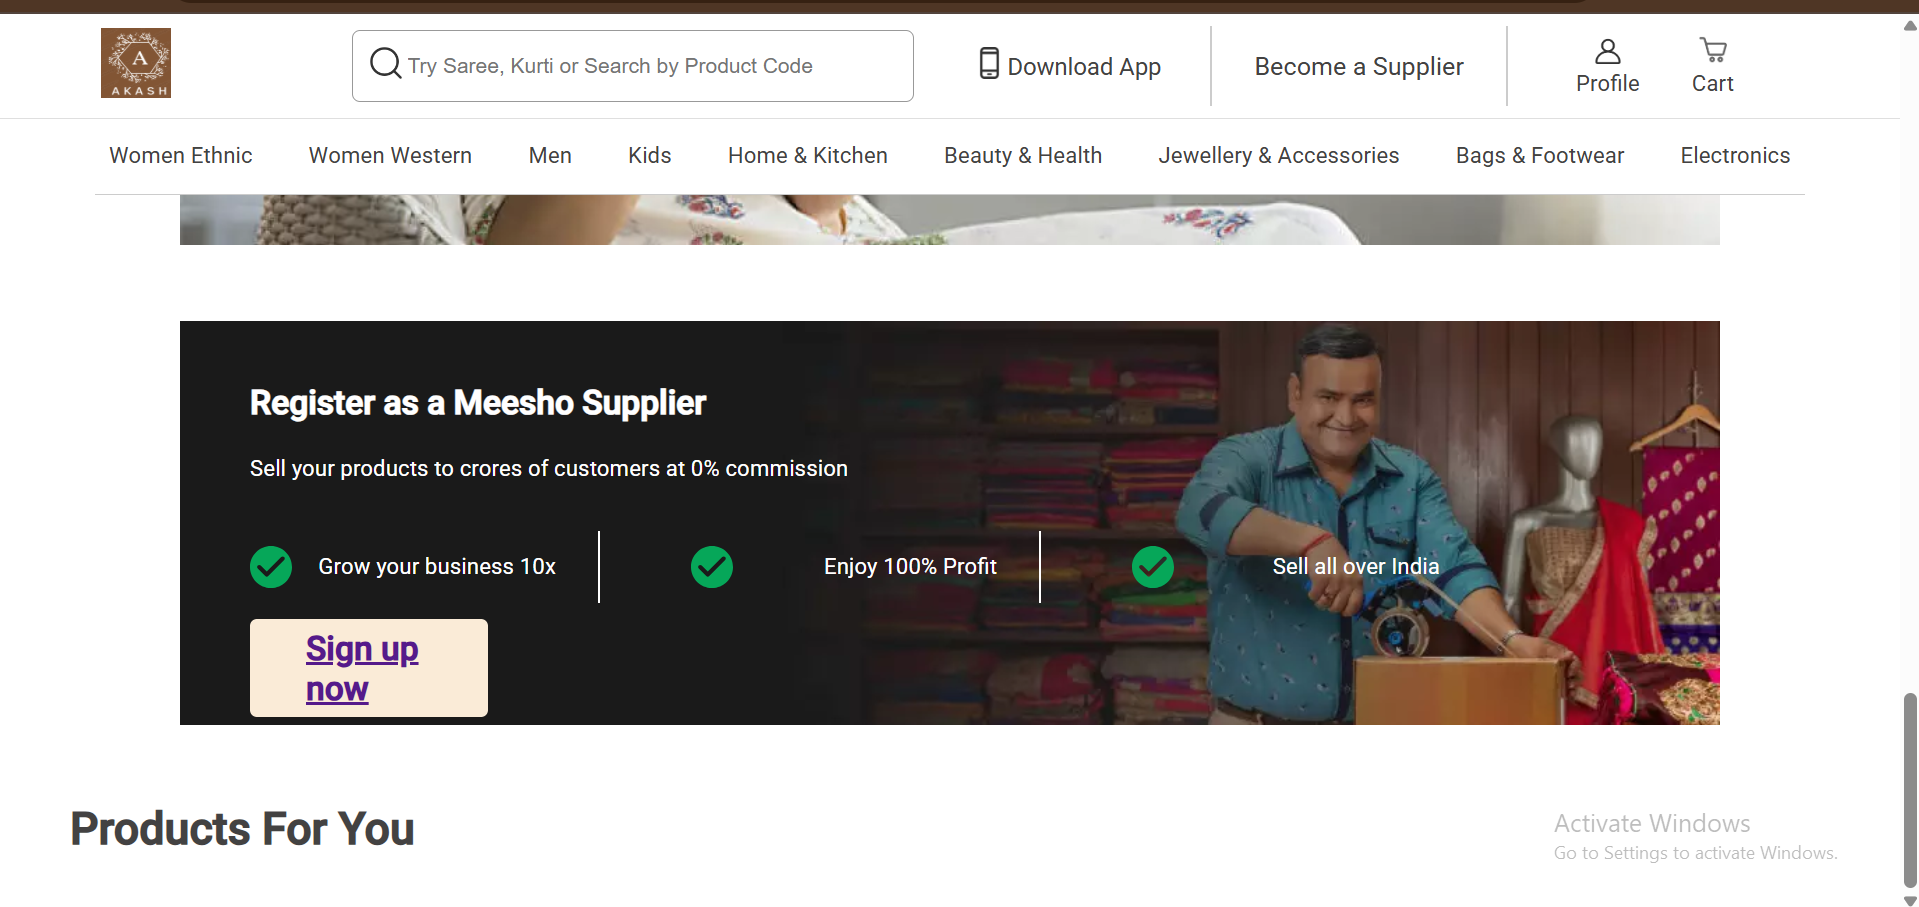 A
AKASH
Try Saree, Kurti or Search by Product Code
Download App
Become a Supplier
Profile
Cart
Women Ethnic
Women Western
Men
Kids
Home & Kitchen
Beauty & Health
Jewellery & Accessories
Bags & Footwear
Electronics
Register as a Meesho Supplier
Sell your products to crores of customers at 0% commission
Grow your business 10x
Enjoy 100% Profit
Sell all over India
Sign up
now
Products For You
Activate Windows
Go to Settings to activate Windows.